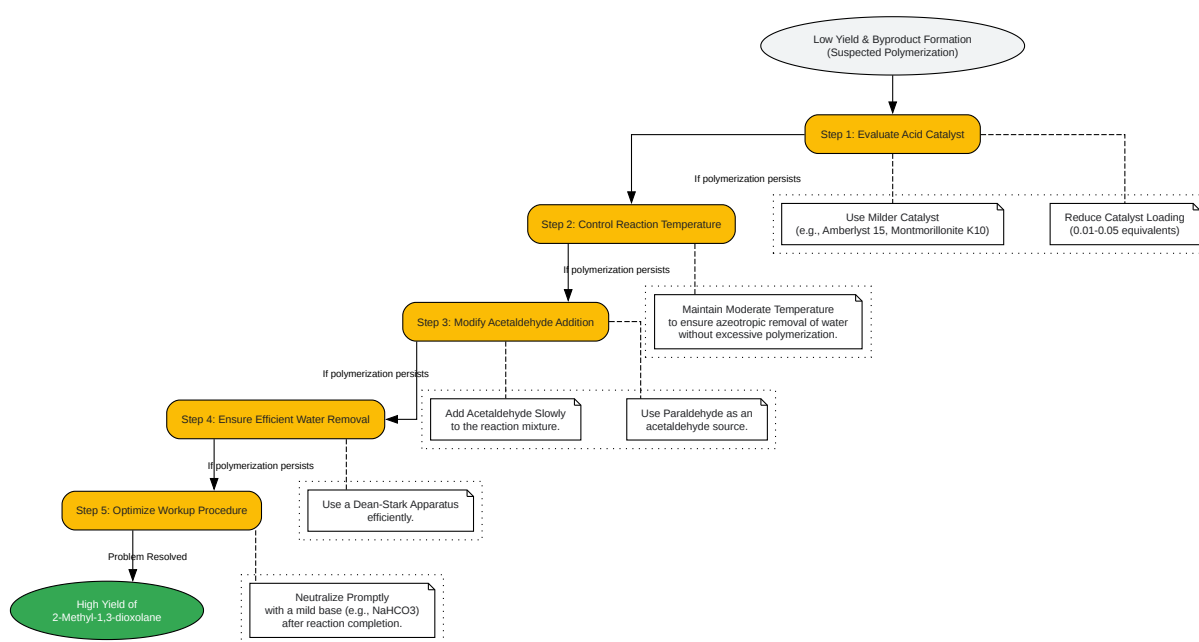 Low Yield & Byproduct Formation
(Suspected Polymerization)
Step 1: Evaluate Acid Catalyst
If polymerization persists
Use Milder Catalyst
(e.g., Amberlyst 15, Montmorillonite K10)
Reduce Catalyst Loading
(0.01-0.05 equivalents)
Step 2: Control Reaction Temperature
If polymerization persists
Maintain Moderate Temperature
to ensure azeotropic removal of water
without excessive polymerization.
Step 3: Modify Acetaldehyde Addition
If polymerization persists
Add Acetaldehyde Slowly
to the reaction mixture.
Use Paraldehyde as an
acetaldehyde source.
Step 4: Ensure Efficient Water Removal
If polymerization persists
Use a Dean-Stark Apparatus
efficiently.
Step 5: Optimize Workup Procedure
Problem Resolved
Neutralize Promptly
with a mild base (e.g., NaHCO3)
after reaction completion.
High Yield of
2-Methyl-1,3-dioxolane